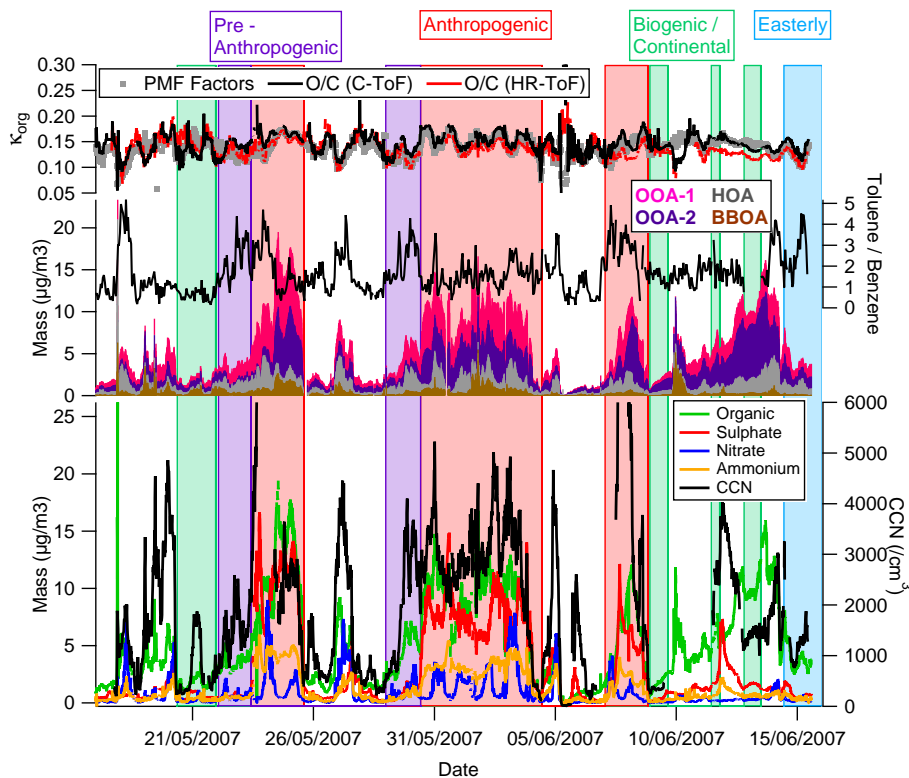 Pre -
Anthropogenic
Anthropogenic
Biogenic /
Continental
Easterly
PMF Factors
O/C (C-ToF)
O/C (HR-ToF)
0.30
0.25
0.20
0.15
0.10
0.05
κorg
OOA-1
HOA
OOA-2
BBOA
20
15
10
5
0
Mass (µg/m3)
5
4
3
2
1
0
Toluene / Benzene
25
20
15
10
5
0
Mass (µg/m3)
Organic
Sulphate
Nitrate
Ammonium
CCN
6000
5000
4000
3000
2000
1000
0
CCN (/cm³)
21/05/2007
26/05/2007
31/05/2007
05/06/2007
10/06/2007
15/06/2007
Date